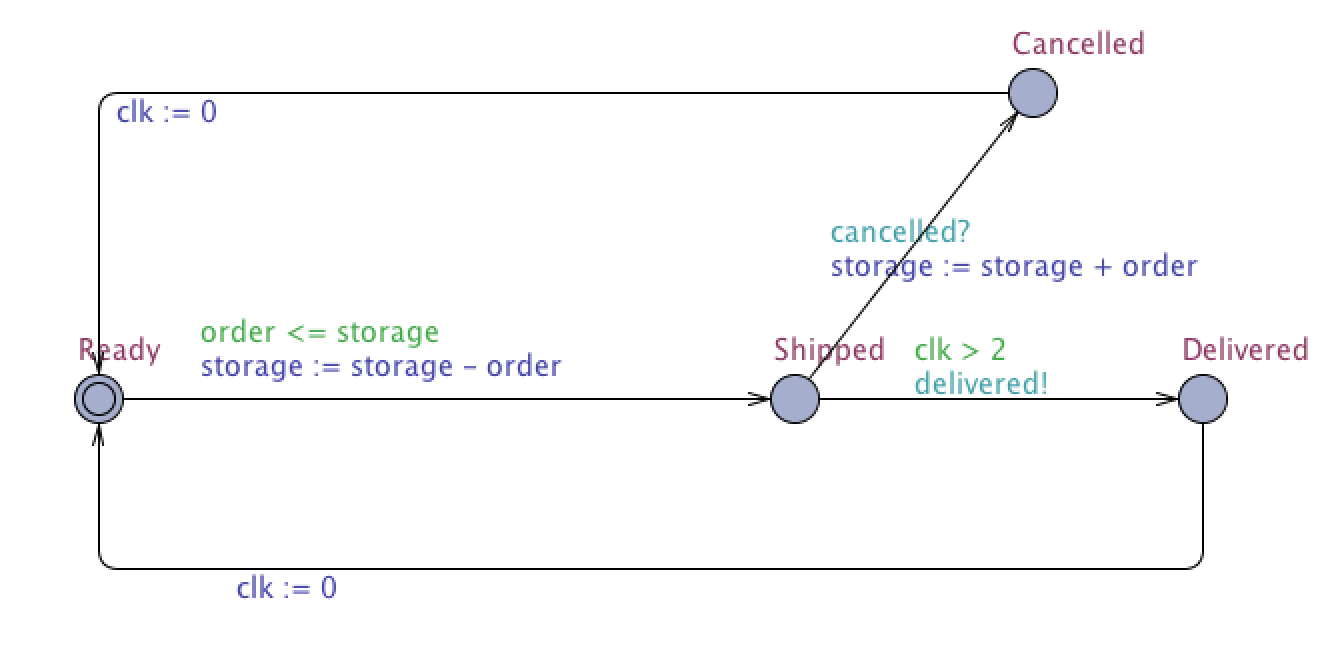 Cancelled
clk := 0
cancelled?
storage := storage + order
order <= storage
storage := storage - order
Ready
Shipped
clk > 2
delivered!
Delivered
clk := 0